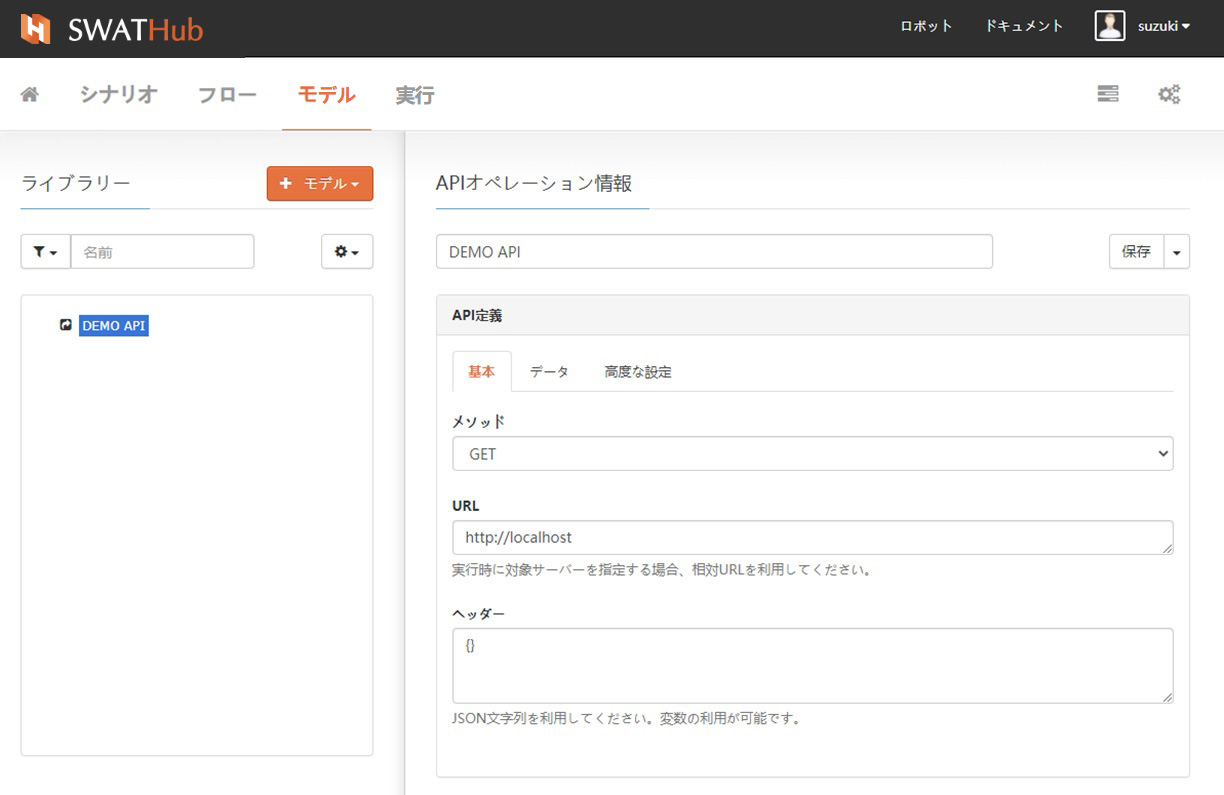 SWATHub
ロボット ドキュメント suzuki
シナリオ フロー モデル 実行
ライブラリー
モデル
名前
DEMO API
APIオペレーション情報
DEMO API
保存
API定義
基本 データ 高度な設定
メソッド
GET
URL
http://localhost
実行時に対象サーバーを指定する場合、相対URLを利用してください。
ヘッダー
{}
JSON文字列を利用してください。変数の利用が可能です。